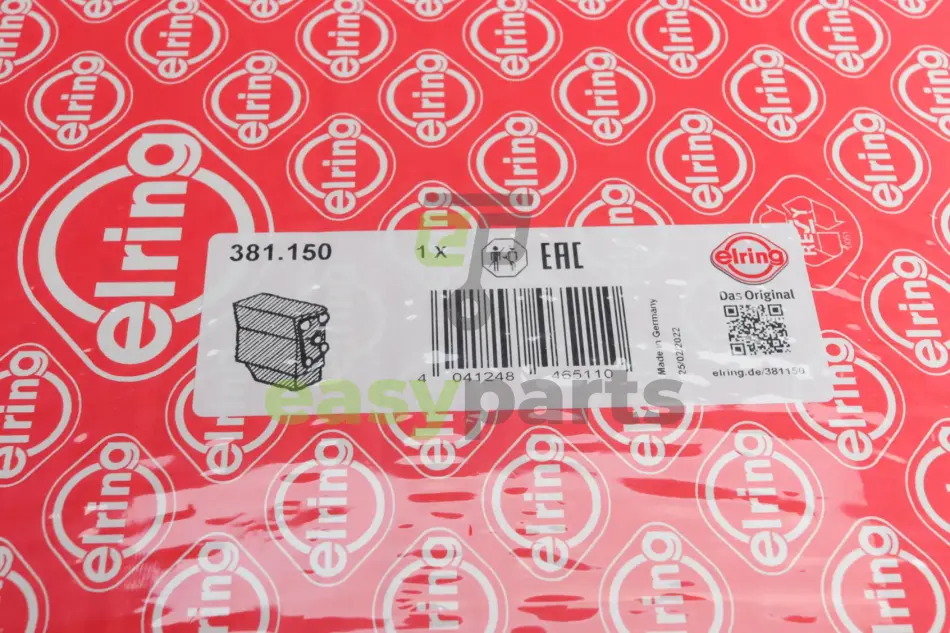 elring
381.150
1 x
EAC
elring
Das Original
4 041248 465110
Made in Germany
25/02/2022
elring.de/381150
easyparts
RECY